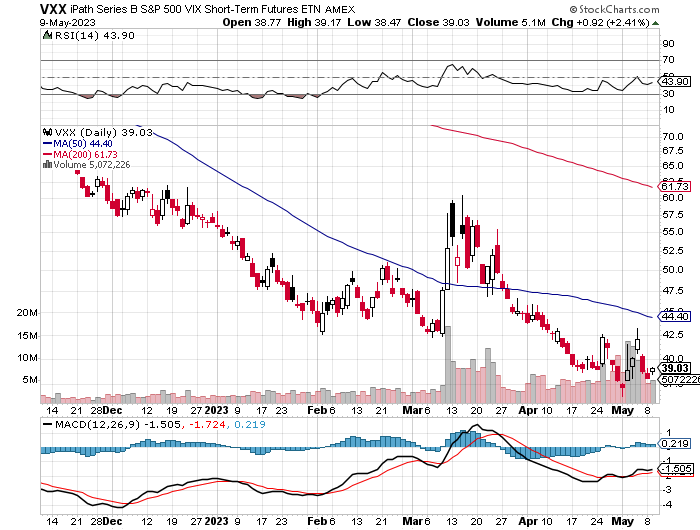 VXX iPath Series B S&P 500 VIX Short-Term Futures ETN AMEX © StockCharts.com
9-May-2023 Open 38.77 High 39.17 Low 38.47 Close 39.03 Volume 5.1M Chg +0.92 (+2.41%)
RSI(14) 43.90
90
70
50
43.90
30
10
VXX (Daily) 39.03
MA(50) 44.40
MA(200) 61.73
Volume 5,072,226
70.0
67.5
65.0
62.5
61.73
60.0
57.5
55.0
52.5
50.0
47.5
44.40
42.5
40.0
39.03
5072226
20M
15M
10M
5M
14 21 28 Dec 12 19 27 2023 9 17 23 Feb 6 13 21 Mar 6 13 20 27 Apr 10 17 24 May 8
MACD(12,26,9) -1.505, -1.724, 0.219
1
0.219
-1
-1.505
-3
-4
14 21 28 Dec 12 19 27 2023 9 17 23 Feb 6 13 21 Mar 6 13 20 27 Apr 10 17 24 May 8